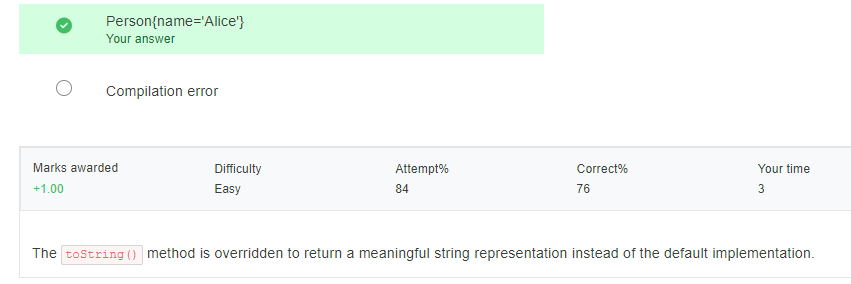 Person{name='Alice'}
Your answer
Compilation error
Marks awarded Difficulty Attempt% Correct% Your time
+1.00 Easy 84 76 3
The toString() method is overridden to return a meaningful string representation instead of the default implementation.